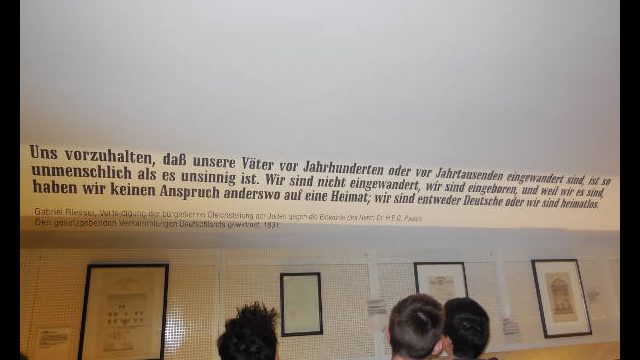 Uns vorzuhalten, daß unsere Väter vor Jahrhunderten oder vor Jahrtausenden eingewandert sind, ist so
unmenschlich als es unsinnig ist. Wir sind nicht eingewandert, wir sind eingeboren, und weil wir es sind,
haben wir keinen Anspruch anderswo auf eine Heimat; wir sind entweder Deutsche oder wir sind heimatlos.
Gabriel Riesser, Vertheidigung der bürgerlichen Gleichstellung der Juden gegen die Einwürfe des Herrn Dr. H.E.G. Paulus.
Den gesetzgebenden Versammlungen Deutschlands gewidmet, 1831